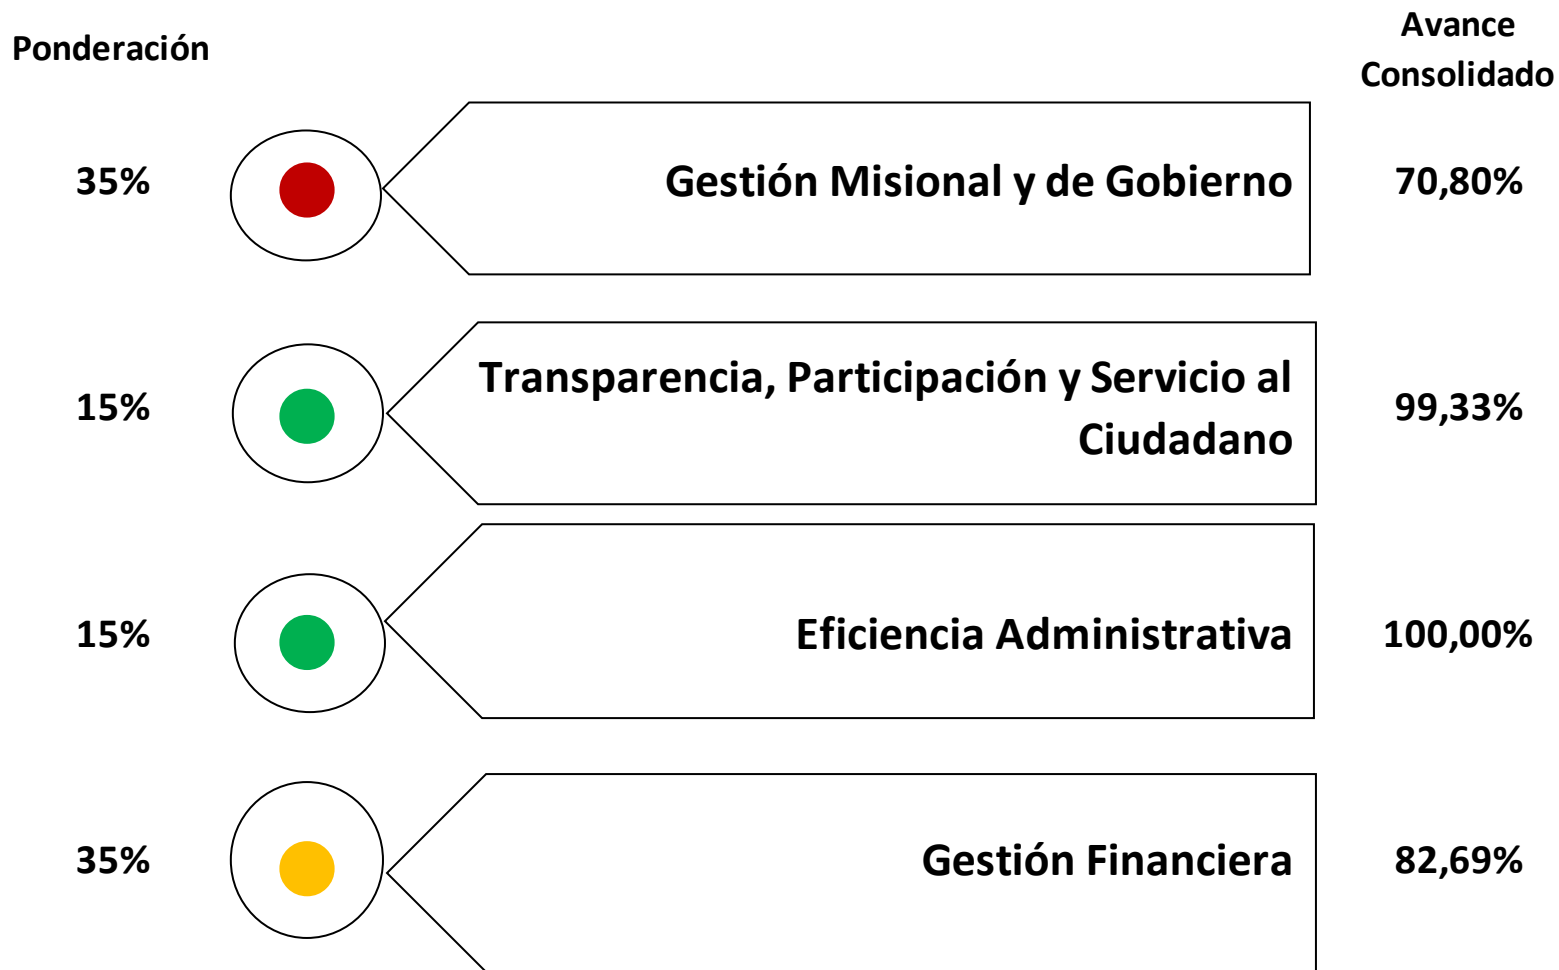 Ponderación
Avance
Consolidado
35%
Gestión Misional y de Gobierno
70,80%
15%
Transparencia, Participación y Servicio al
Ciudadano
99,33%
15%
Eficiencia Administrativa
100,00%
35%
Gestión Financiera
82,69%